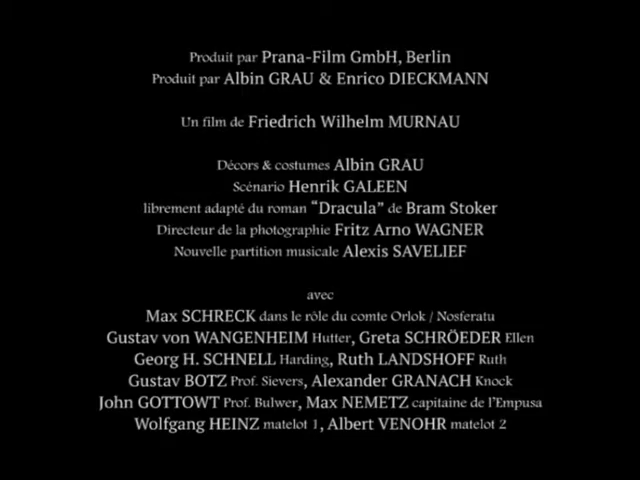 Produit par Prana-Film GmbH, Berlin
Produit par Albin GRAU & Enrico DIECKMANN
Un film de Friedrich Wilhelm MURNAU
Décors & costumes Albin GRAU
Scénario Henrik GALEEN
librement adapté du roman “Dracula” de Bram Stoker
Directeur de la photographie Fritz Arno WAGNER
Nouvelle partition musicale Alexis SAVELIEF
avec
Max SCHRECK dans le rôle du comte Orlok / Nosferatu
Gustav von WANGENHEIM Hutter, Greta SCHRÖEDER Ellen
Georg H. SCHNELL Harding, Ruth LANDSHOFF Ruth
Gustav BOTZ Prof. Sievers, Alexander GRANACH Knock
John GOTTOWT Prof. Bulwer, Max NEMETZ capitaine de l'Empusa
Wolfgang HEINZ matelot 1, Albert VENOHR matelot 2